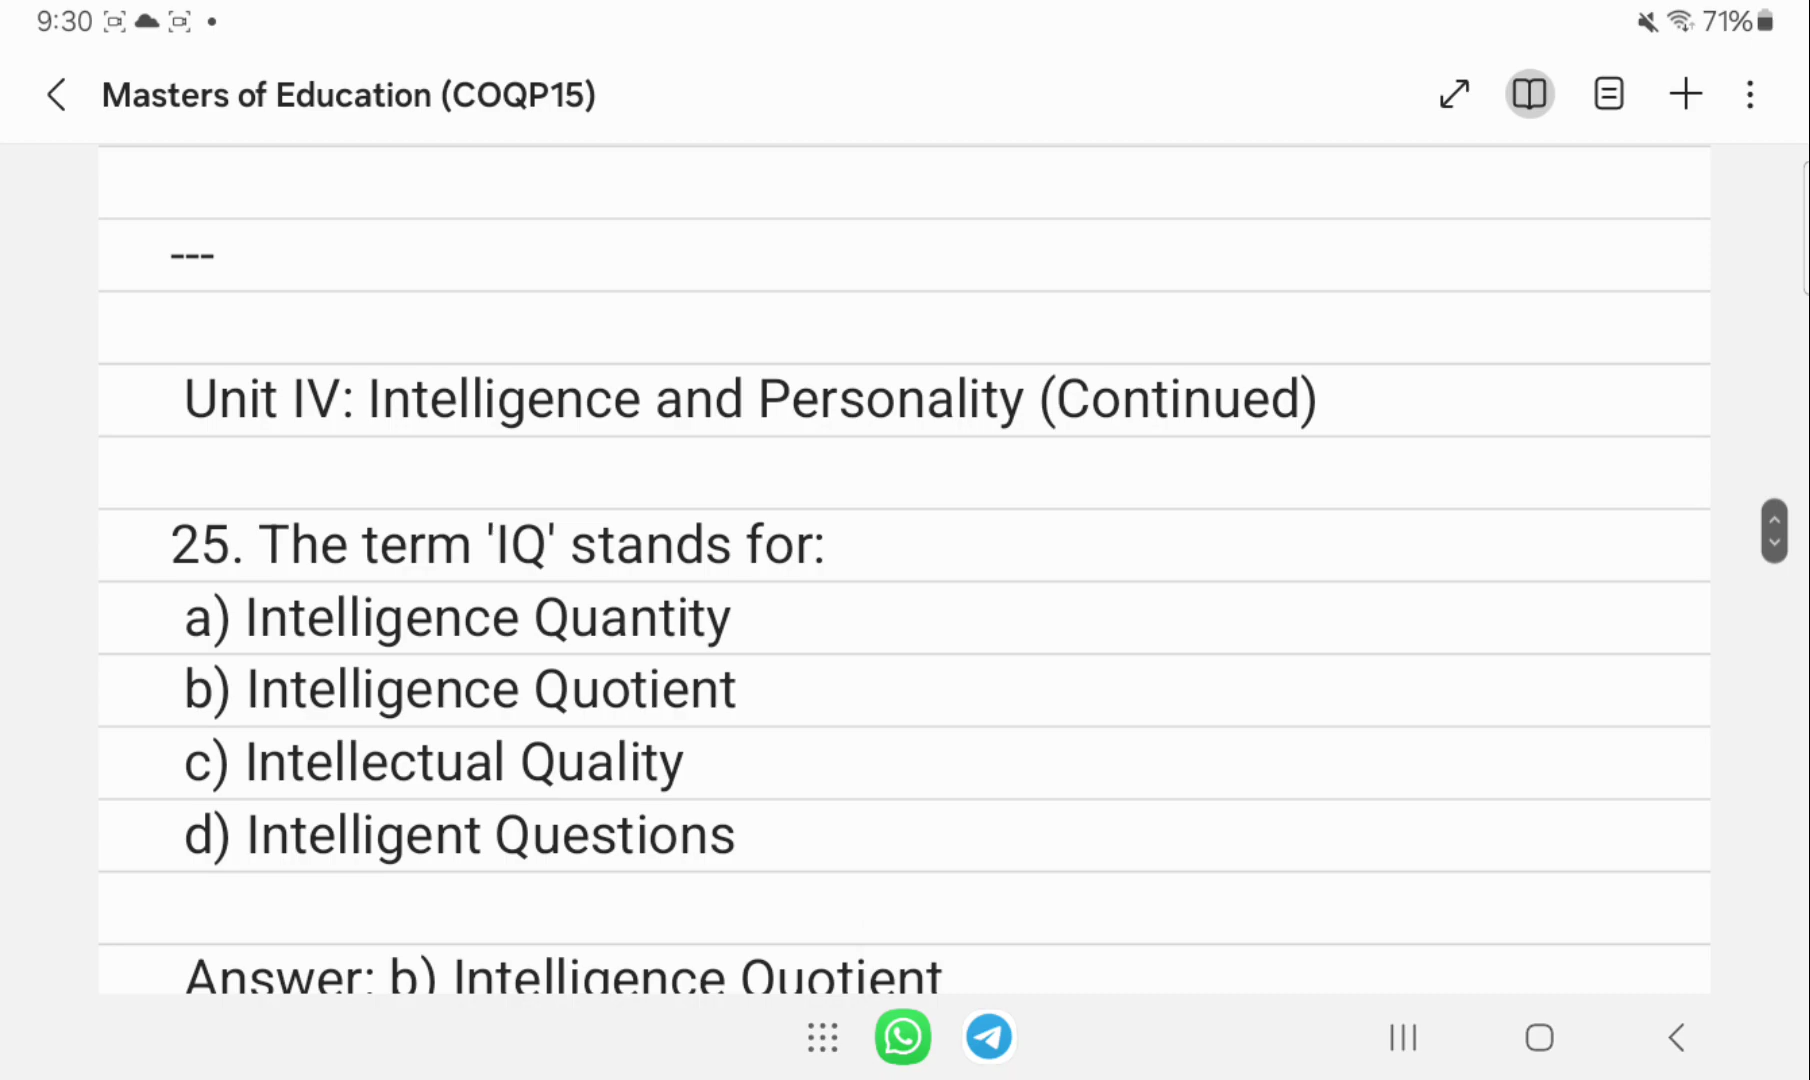 9:30
71%
Masters of Education (COQP15)
---
Unit IV: Intelligence and Personality (Continued)
25. The term 'IQ' stands for:
a) Intelligence Quantity
b) Intelligence Quotient
c) Intellectual Quality
d) Intelligent Questions
Answer: b) Intelligence Quotient